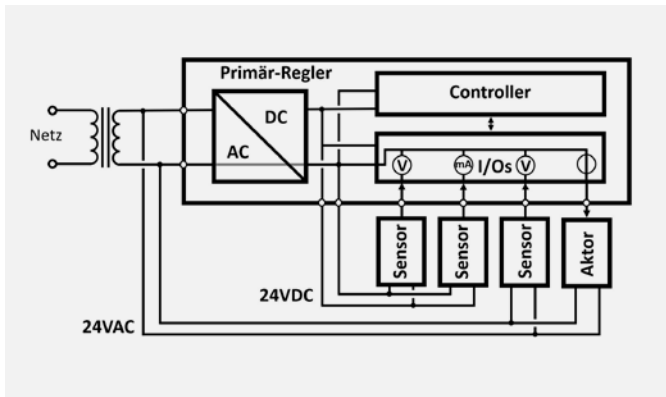 Primär-Regler
Controller
DC
AC
Netz
V
mA
I/Os
V
Sensor
Sensor
Sensor
Aktor
24VDC
24VAC